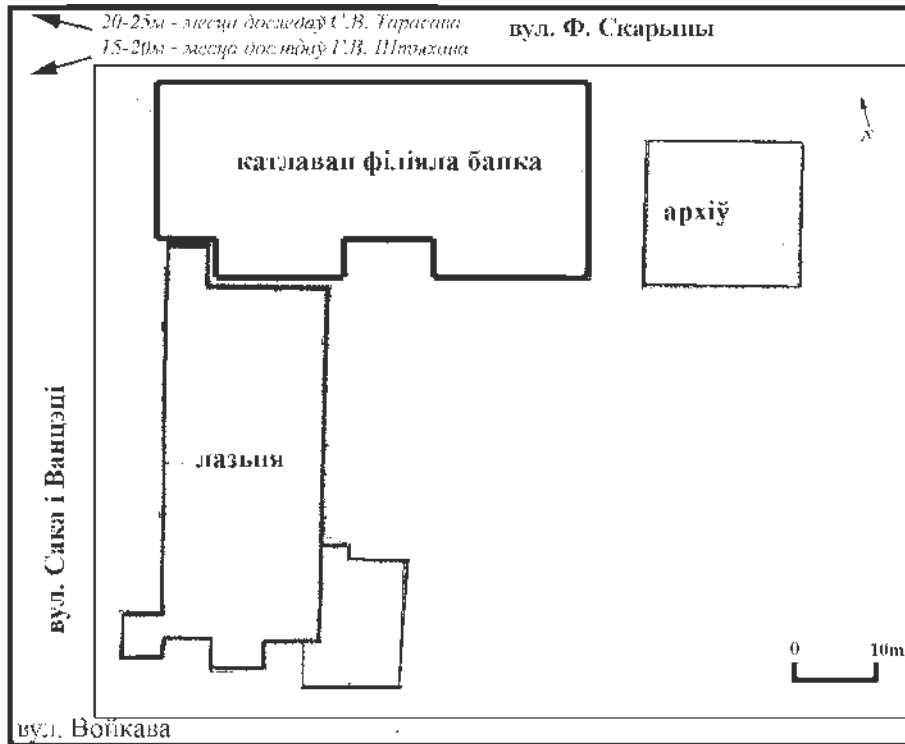 20-25м - месца доследаў С.В. Тарасава
15-20м - месца доследаў Г.В. Штыхава
вул. Ф. Скарыны
N
катлаван філіяла банка
архіў
лазьня
вул. Сака і Ванцэці
0 10m
вул. Войкава